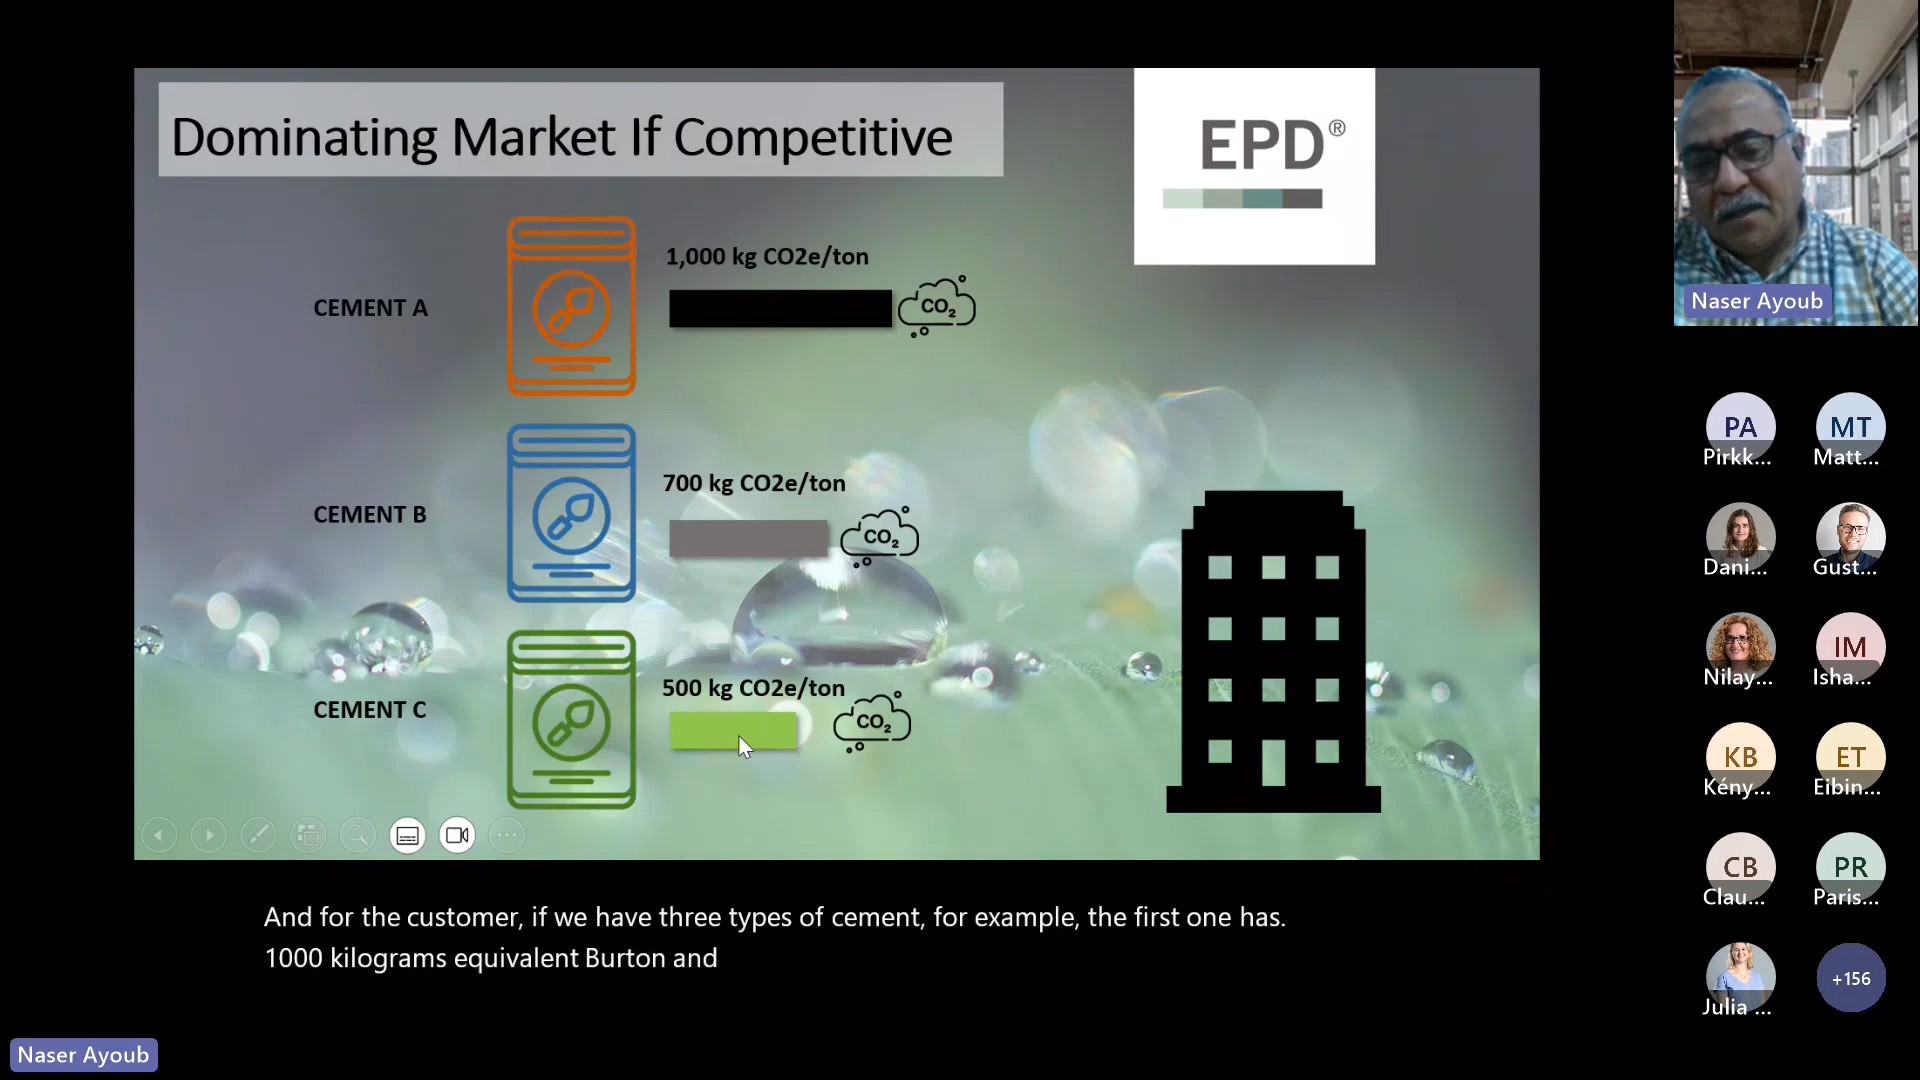 Dominating Market If Competitive
EPD®
CEMENT A
1,000 kg CO2e/ton
CO₂
CEMENT B
700 kg CO2e/ton
CO₂
CEMENT C
500 kg CO2e/ton
CO₂
And for the customer, if we have three types of cement, for example, the first one has.
1000 kilograms equivalent Burton and
Naser Ayoub
Naser Ayoub
PA
Pirkk...
MT
Matt...
Dani...
Gust...
Nilay...
IM
Isha...
KB
Kény...
ET
Eibin...
CB
Clau...
PR
Paris...
Julia ...
+156